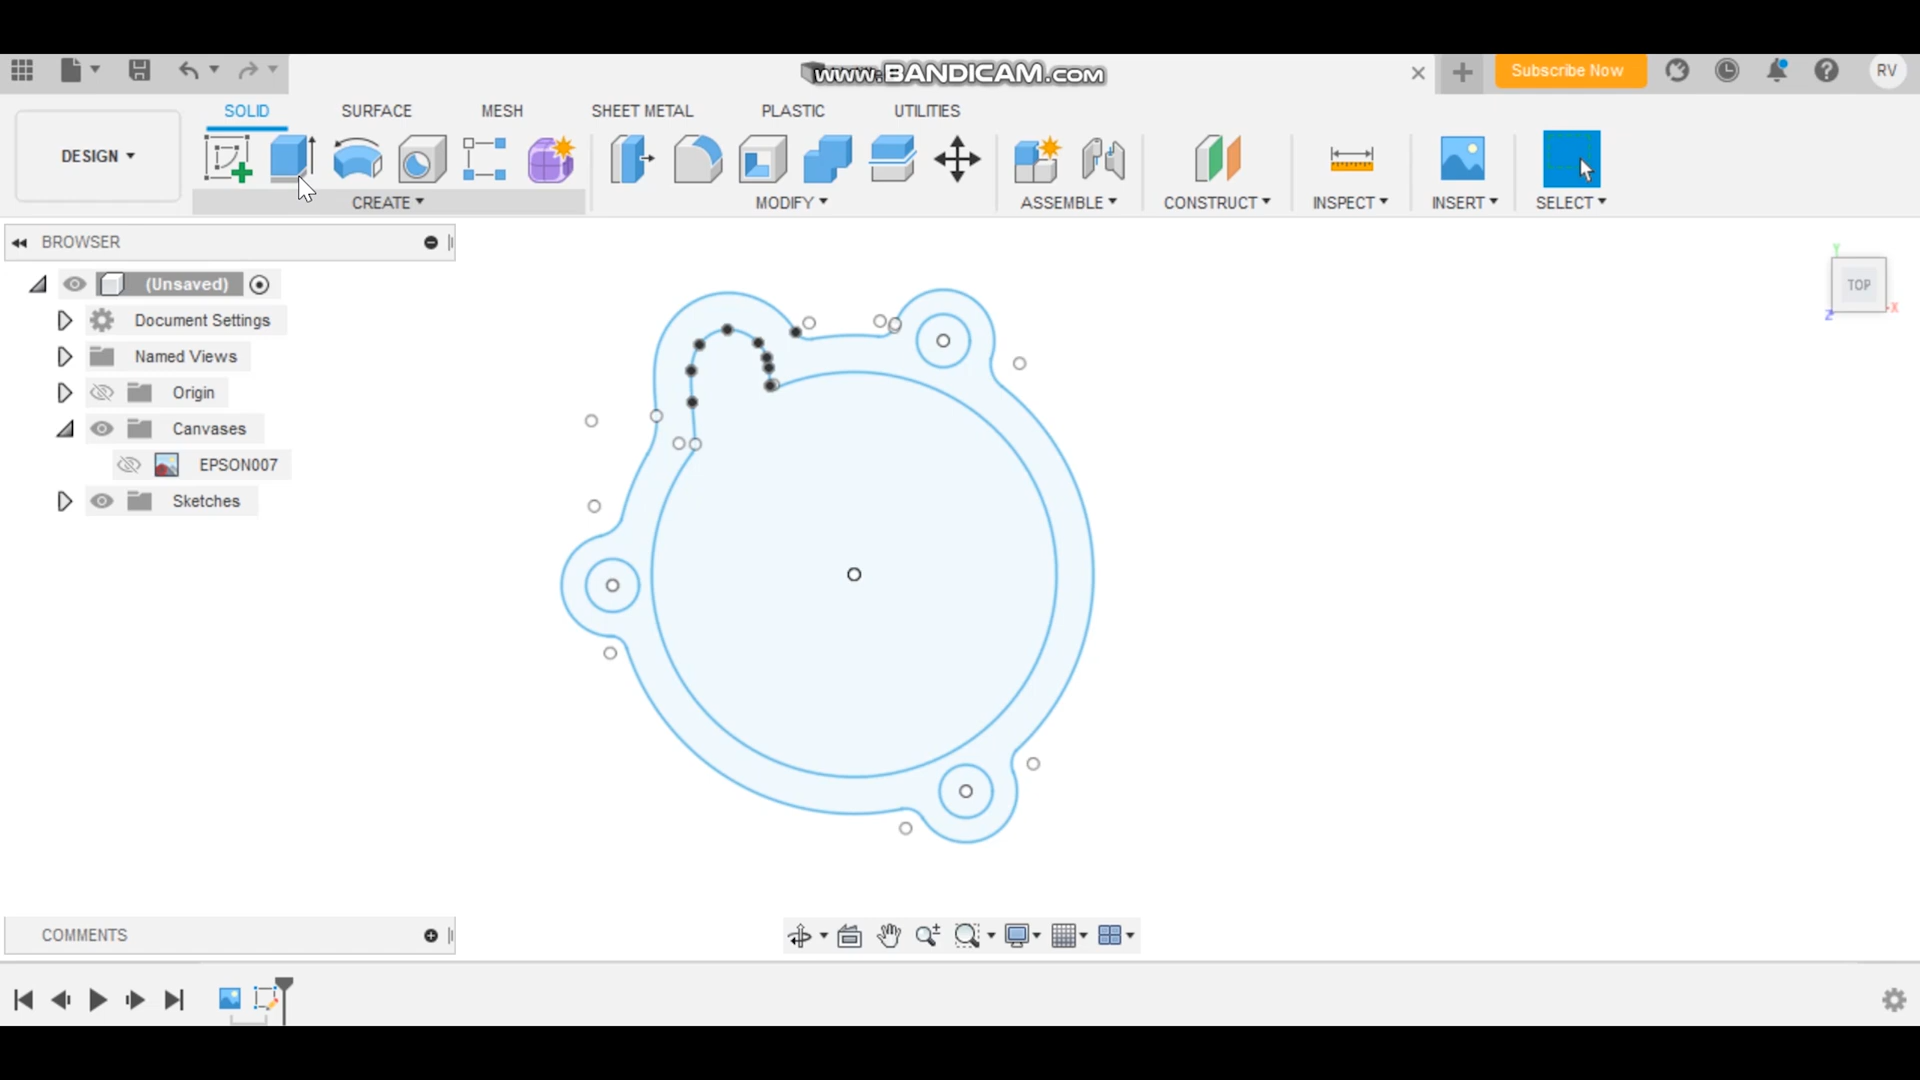 www.BANDICAM.com
Subscribe Now
RV
SOLID
SURFACE
MESH
SHEET METAL
PLASTIC
UTILITIES
DESIGN
CREATE
MODIFY
ASSEMBLE
CONSTRUCT
INSPECT
INSERT
SELECT
BROWSER
(Unsaved)
Document Settings
Named Views
Origin
Canvases
EPSON007
Sketches
Y
TOP
X
Z
COMMENTS